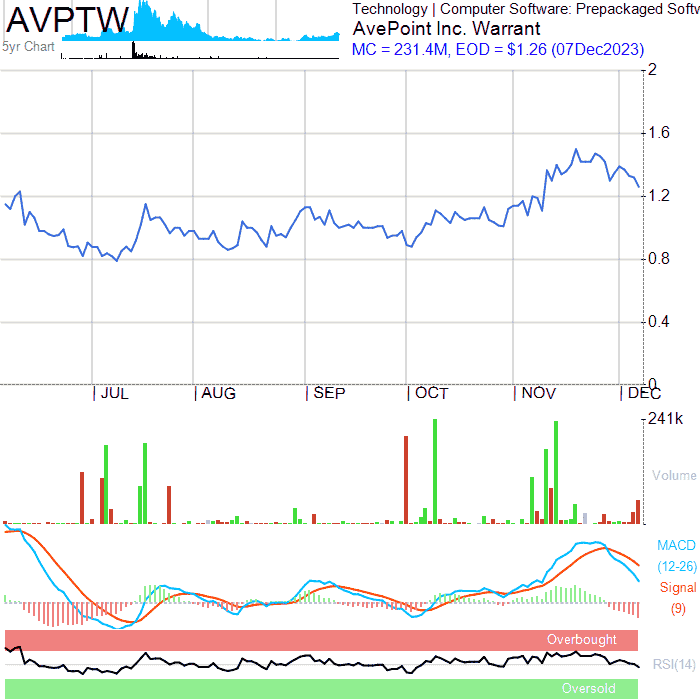 AVPTW
5yr Chart
Technology | Computer Software: Prepackaged Softw
AvePoint Inc. Warrant
MC = 231.4M, EOD = $1.26 (07Dec2023)
2
1.6
1.2
0.8
0.4
0
JUL AUG SEP OCT NOV DEC
241k
Volume
MACD
(12-26)
Signal
(9)
Overbought
RSI(14)
Oversold